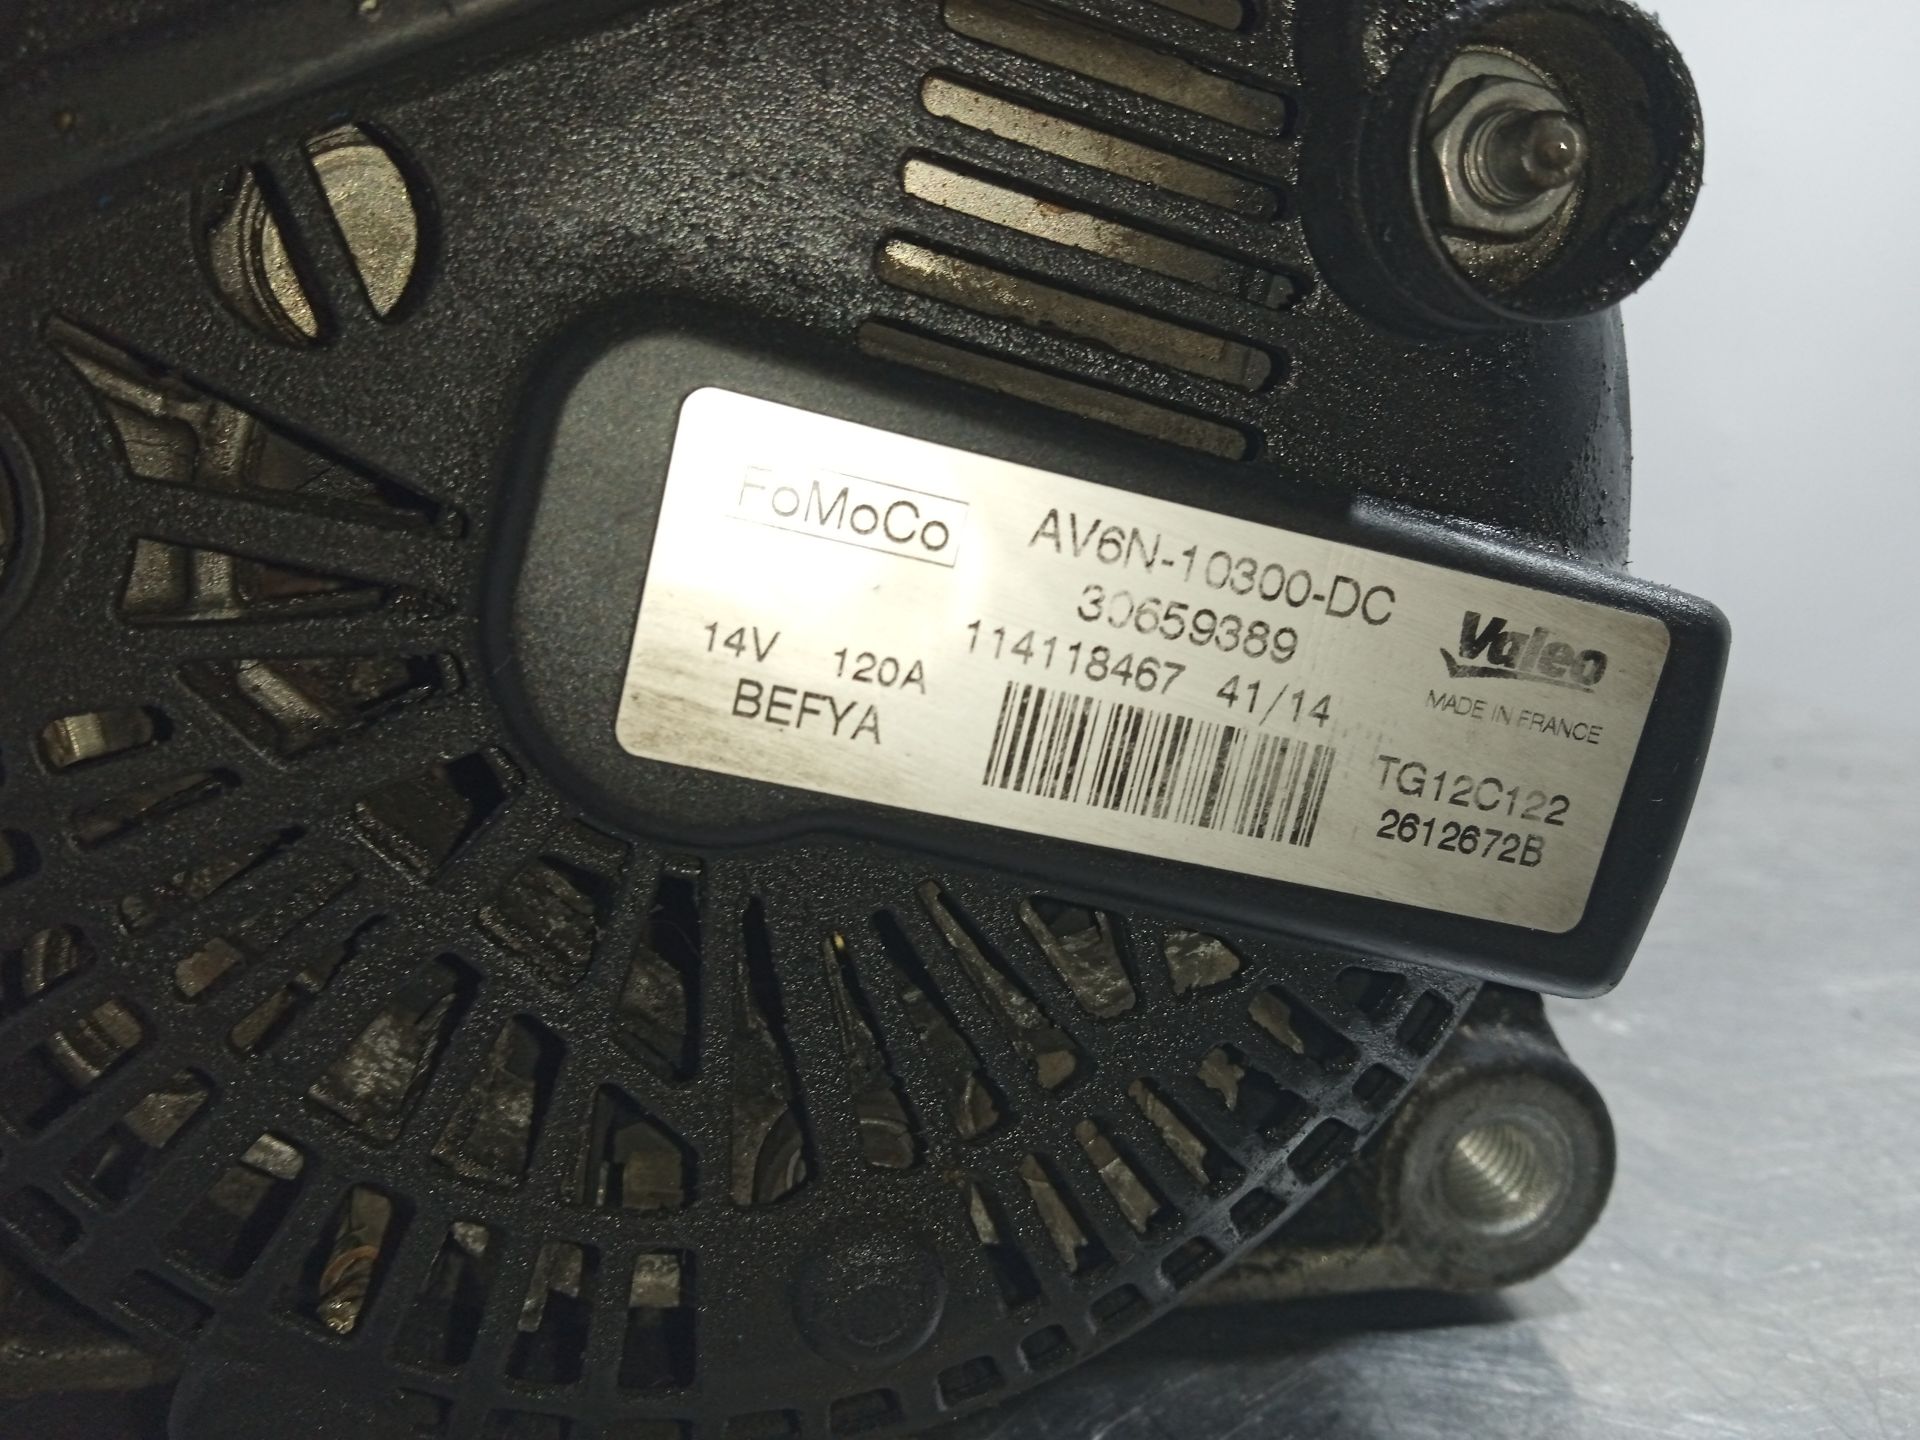 FoMoCo
AV6N-10300-DC
30659389
14V 120A
114118467 41/14
BEFYA
Valeo
MADE IN FRANCE
TG12C122
2612672B